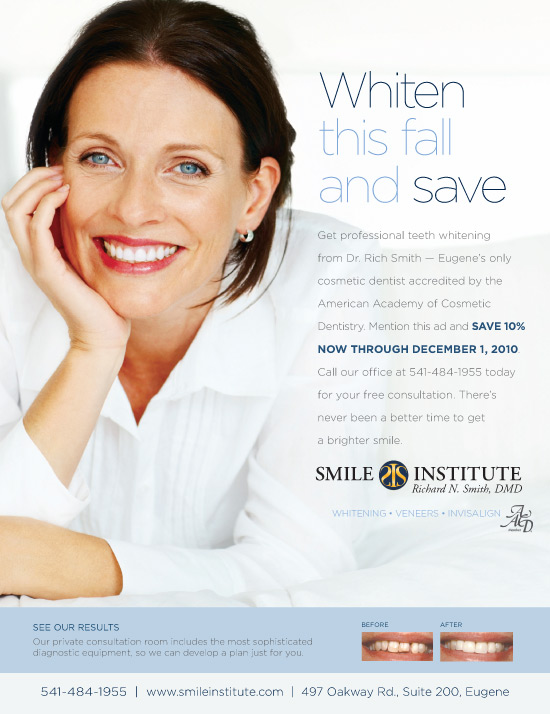 Whiten
this fall
and save
Get professional teeth whitening
from Dr. Rich Smith — Eugene's only
cosmetic dentist accredited by the
American Academy of Cosmetic
Dentistry. Mention this ad and SAVE 10%
NOW THROUGH DECEMBER 1, 2010.
Call our office at 541-484-1955 today
for your free consultation. There's
never been a better time to get
a brighter smile.
SMILE INSTITUTE
Richard N. Smith, DMD
WHITENING • VENEERS • INVISALIGN
SEE OUR RESULTS
Our private consultation room includes the most sophisticated
diagnostic equipment, so we can develop a plan just for you.
BEFORE AFTER
541-484-1955 | www.smileinstitute.com | 497 Oakway Rd., Suite 200, Eugene